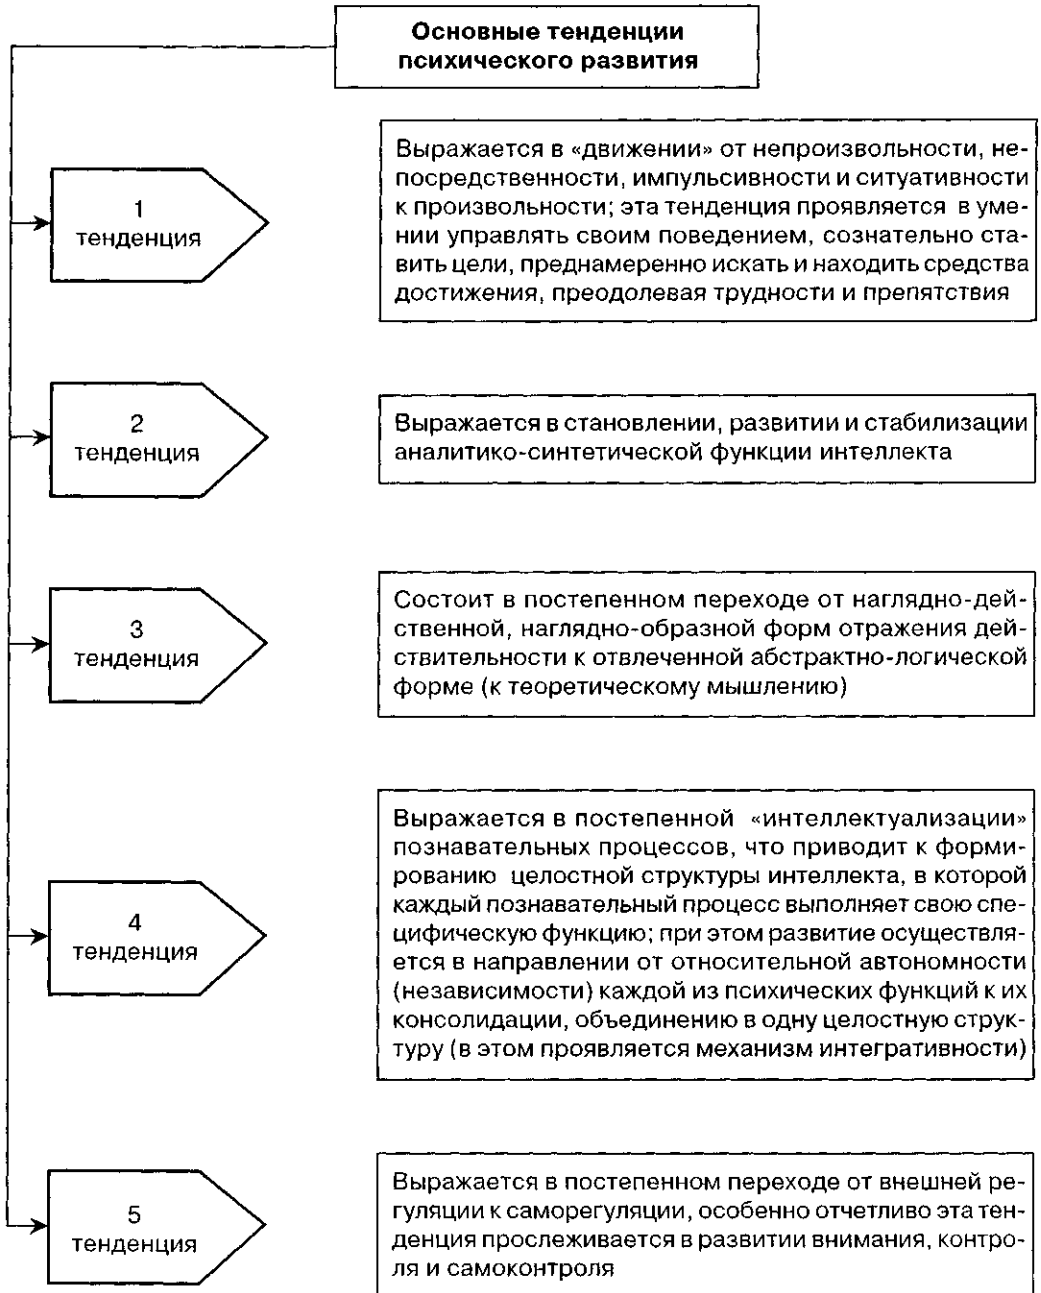 Основные тенденции
психического развития
1
тенденция
Выражается в «движении» от непроизвольности, не-
посредственности, импульсивности и ситуативности
к произвольности; эта тенденция проявляется в уме-
нии управлять своим поведением, сознательно ста-
вить цели, преднамеренно искать и находить средства
достижения, преодолевая трудности и препятствия
2
тенденция
Выражается в становлении, развитии и стабилизации
аналитико-синтетической функции интеллекта
3
тенденция
Состоит в постепенном переходе от наглядно-дей-
ственной, наглядно-образной форм отражения дей-
ствительности к отвлеченной абстрактно-логической
форме (к теоретическому мышлению)
4
тенденция
Выражается в постепенной «интеллектуализации»
познавательных процессов, что приводит к форми-
рованию целостной структуры интеллекта, в которой
каждый познавательный процесс выполняет свою спе-
цифическую функцию; при этом развитие осуществля-
ется в направлении от относительной автономности
(независимости) каждой из психических функций к их
консолидации, объединению в одну целостную струк-
туру (в этом проявляется механизм интегративности)
5
тенденция
Выражается в постепенном переходе от внешней ре-
гуляции к саморегуляции, особенно отчетливо эта тен-
денция прослеживается в развитии внимания, контро-
ля и самоконтроля